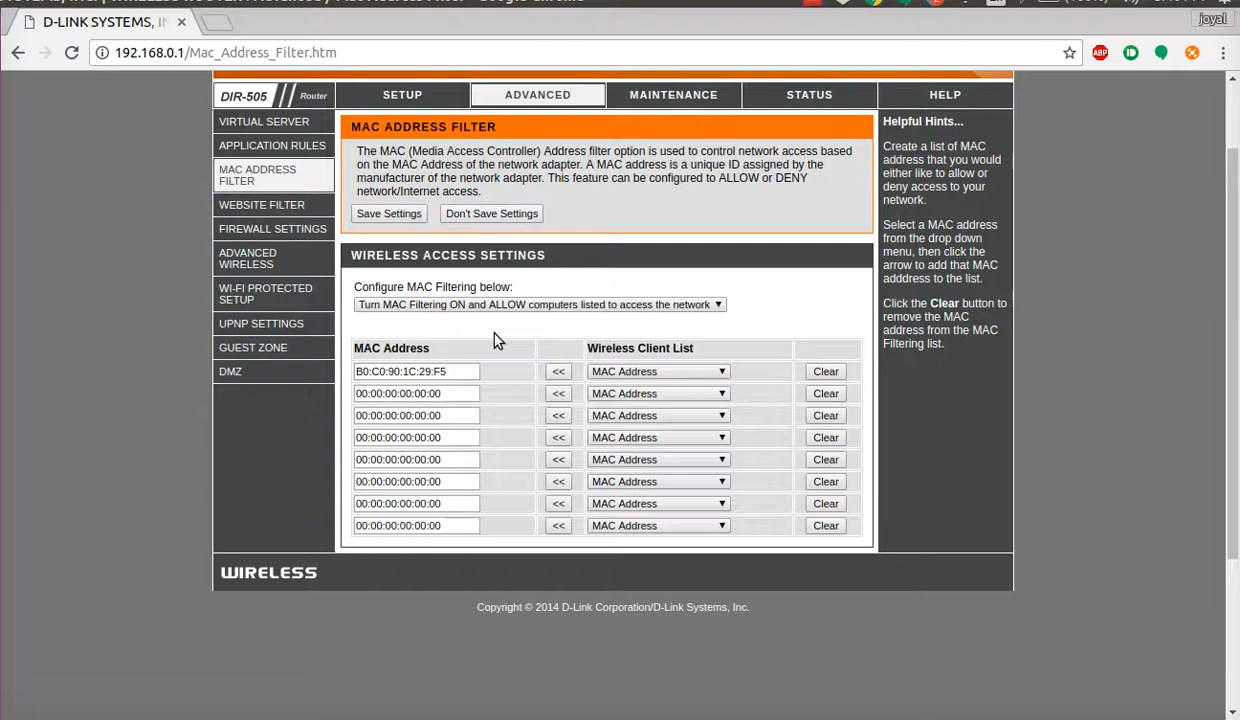 D-LINK SYSTEMS, IN
joyal
192.168.0.1/Mac_Address_Filter.htm
ABP
DIR-505 Router SETUP ADVANCED MAINTENANCE STATUS HELP
VIRTUAL SERVER
APPLICATION RULES
MAC ADDRESS
FILTER
WEBSITE FILTER
FIREWALL SETTINGS
ADVANCED
WIRELESS
WI-FI PROTECTED
SETUP
UPNP SETTINGS
GUEST ZONE
DMZ
MAC ADDRESS FILTER
The MAC (Media Access Controller) Address filter option is used to control network access based
on the MAC Address of the network adapter. A MAC address is a unique ID assigned by the
manufacturer of the network adapter. This feature can be configured to ALLOW or DENY
network/Internet access.
Save Settings Don't Save Settings
WIRELESS ACCESS SETTINGS
Configure MAC Filtering below:
Turn MAC Filtering ON and ALLOW computers listed to access the network
MAC Address Wireless Client List
B0:C0:90:1C:29:F5 << MAC Address Clear
00:00:00:00:00:00 << MAC Address Clear
00:00:00:00:00:00 << MAC Address Clear
00:00:00:00:00:00 << MAC Address Clear
00:00:00:00:00:00 << MAC Address Clear
00:00:00:00:00:00 << MAC Address Clear
00:00:00:00:00:00 << MAC Address Clear
00:00:00:00:00:00 << MAC Address Clear
Helpful Hints...
Create a list of MAC
address that you would
either like to allow or
deny access to your
network.
Select a MAC address
from the drop down
menu, then click the
arrow to add that MAC
adddress to the list.
Click the Clear button to
remove the MAC
address from the MAC
Filtering list.
WIRELESS
Copyright © 2014 D-Link Corporation/D-Link Systems, Inc.